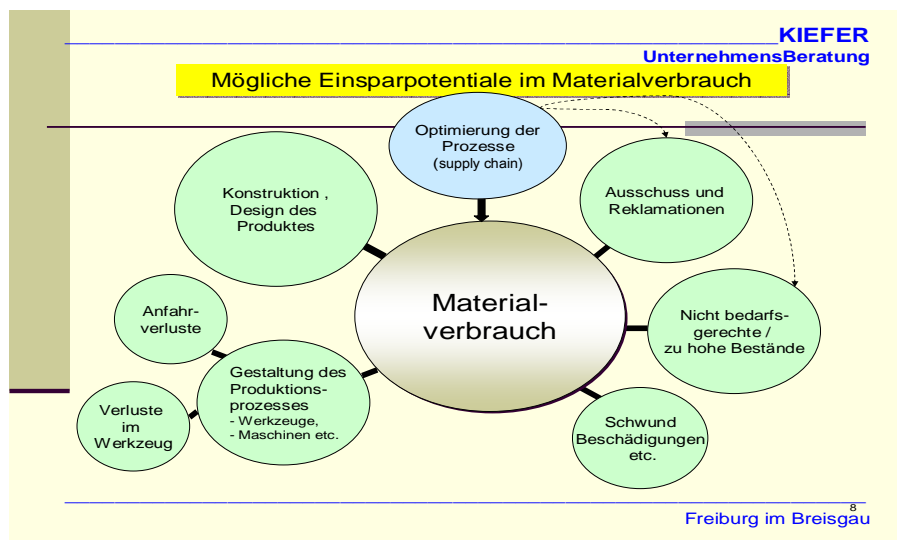 KIEFER
UnternehmensBeratung
Mögliche Einsparpotentiale im Materialverbrauch
Optimierung der
Prozesse
(supply chain)
Konstruktion ,
Design des
Produktes
Ausschuss und
Reklamationen
Material-
verbrauch
Anfahr-
verluste
Nicht bedarfs-
gerechte /
zu hohe Bestände
Gestaltung des
Produktions-
prozesses
- Werkzeuge,
- Maschinen etc.
Verluste
im
Werkzeug
Schwund
Beschädigungen
etc.
8
Freiburg im Breisgau